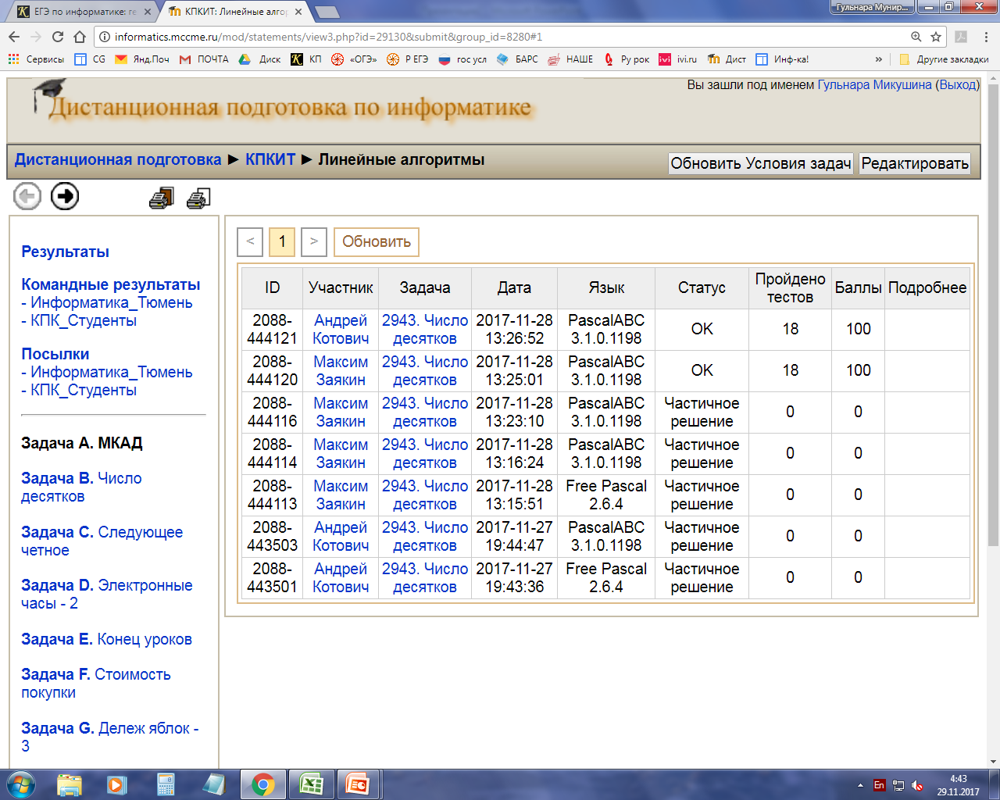 ЕГЭ по информатике: ге
КПКИТ: Линейные алгор
Гульнара Мунир...
informatics.mccme.ru/mod/statements/view3.php?id=29130&submit&group_id=8280#1
Сервисы CG Янд.Поч ПОЧТА Диск КП «ОГЭ» Р ЕГЭ гос усл БАРС НАШЕ Ру рок ivi.ru Дист Инф-ка! » Другие закладки
Вы зашли под именем Гульнара Микушина (Выход)
Дистанционная подготовка по информатике
Дистанционная подготовка ► КПКИТ ► Линейные алгоритмы
Обновить Условия задач Редактировать
Результаты
Командные результаты
- Информатика_Тюмень
- КПК_Студенты
Посылки
- Информатика_Тюмень
- КПК_Студенты
Задача A. МКАД
Задача B. Число
десятков
Задача C. Следующее
четное
Задача D. Электронные
часы - 2
Задача E. Конец уроков
Задача F. Стоимость
покупки
Задача G. Дележ яблок -
3
< 1 > Обновить
ID Участник Задача Дата Язык Статус Пройдено тестов Баллы Подробнее
2088- Андрей 2943. Число 2017-11-28 PascalABC OK 18 100
444121 Котович десятков 13:26:52 3.1.0.1198
2088- Максим 2943. Число 2017-11-28 PascalABC OK 18 100
444120 Заякин десятков 13:25:01 3.1.0.1198
2088- Максим 2943. Число 2017-11-28 PascalABC Частичное 0 0
444116 Заякин десятков 13:23:10 3.1.0.1198 решение
2088- Максим 2943. Число 2017-11-28 PascalABC Частичное 0 0
444114 Заякин десятков 13:16:24 3.1.0.1198 решение
2088- Максим 2943. Число 2017-11-28 Free Pascal Частичное 0 0
444113 Заякин десятков 13:15:51 2.6.4 решение
2088- Андрей 2943. Число 2017-11-27 PascalABC Частичное 0 0
443503 Котович десятков 19:44:47 3.1.0.1198 решение
2088- Андрей 2943. Число 2017-11-27 Free Pascal Частичное 0 0
443501 Котович десятков 19:43:36 2.6.4 решение
En
4:43
29.11.2017